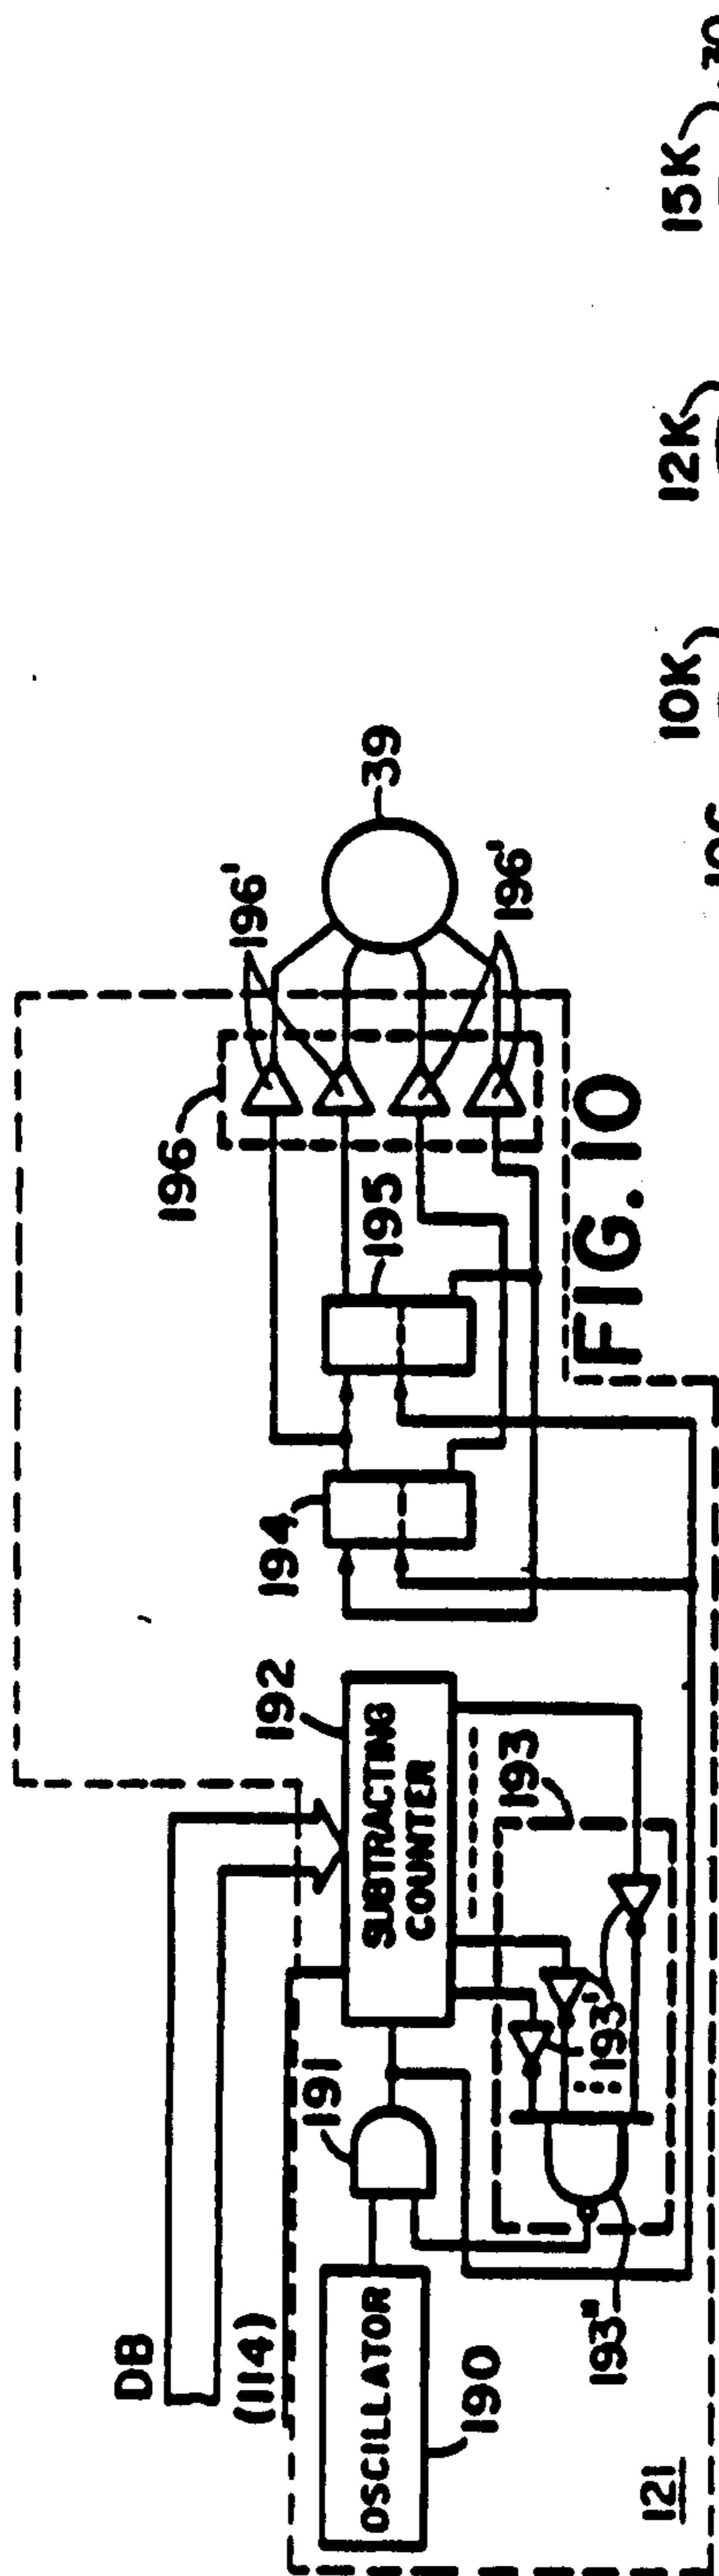 DB
(114)
OSCILLATOR
190
191
SUBTRACTING
COUNTER
192
193
193'
193"
194
195
196
196'
196'
39
121
FIG. 10
10K
12K
15K